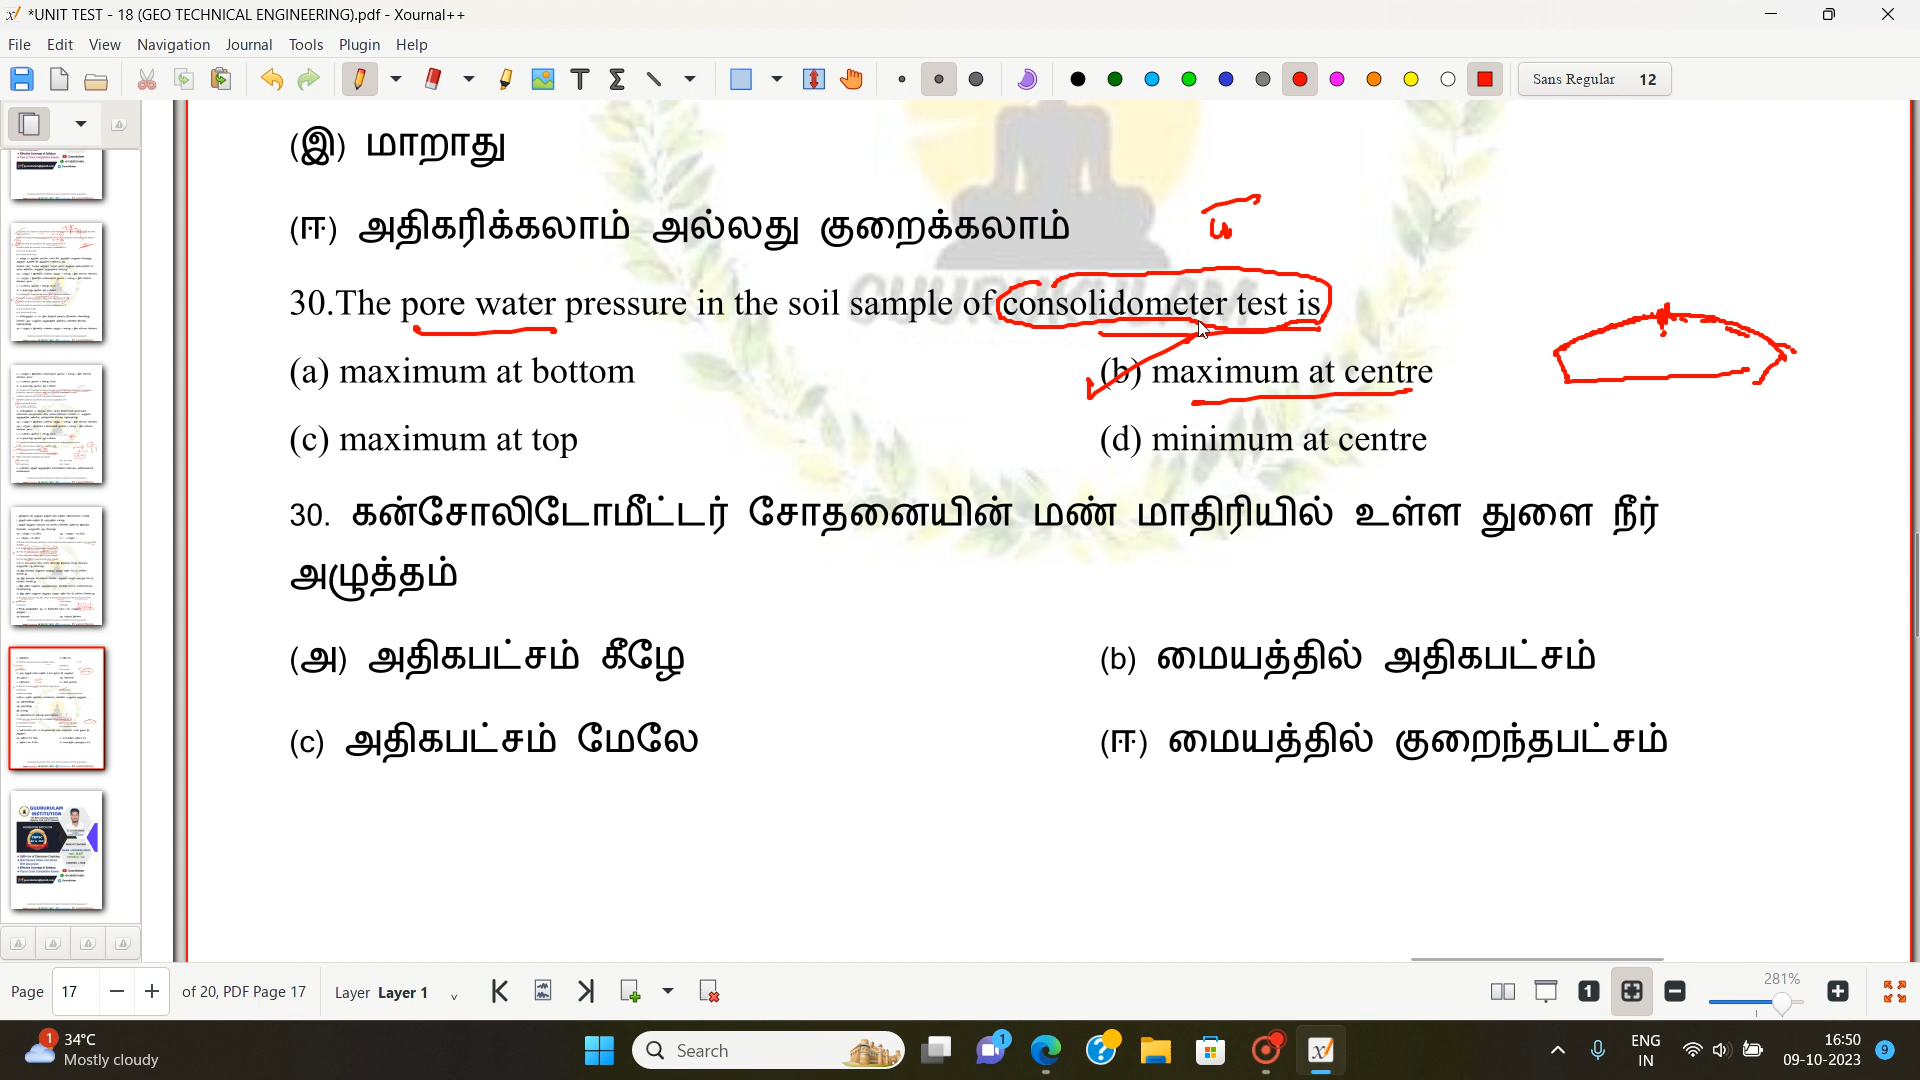 *UNIT TEST - 18 (GEO TECHNICAL ENGINEERING).pdf - Xournal++
File Edit View Navigation Journal Tools Plugin Help
Sans Regular 12
(இ) மாறாது
(ஈ) அதிகரிக்கலாம் அல்லது குறைக்கலாம்
u
30.The pore water pressure in the soil sample of consolidometer test is
(a) maximum at bottom (b) maximum at centre
(c) maximum at top (d) minimum at centre
30. கன்சோலிடோமீட்டர் சோதனையின் மண் மாதிரியில் உள்ள துளை நீர்
அழுத்தம்
(அ) அதிகபட்சம் கீழே (b) மையத்தில் அதிகபட்சம்
(c) அதிகபட்சம் மேலே (ஈ) மையத்தில் குறைந்தபட்சம்
Page 17 of 20, PDF Page 17 Layer Layer 1 281%
34°C
Mostly cloudy
Search
ENG
IN
16:50
09-10-2023